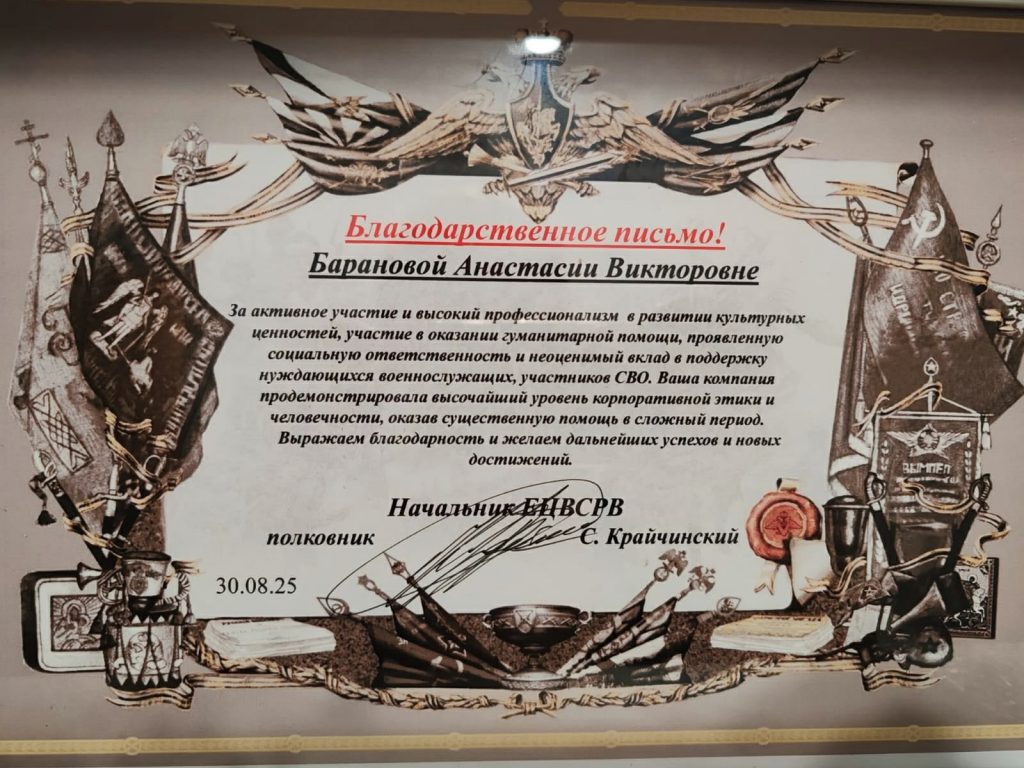 Благодарственное письмо!
Барановой Анастасии Викторовне
За активное участие и высокий профессионализм в развитии культурных
ценностей, участие в оказании гуманитарной помощи, проявленную
социальную ответственность и неоценимый вклад в поддержку
нуждающихся военнослужащих, участников СВО. Ваша компания
продемонстрировала высочайший уровень корпоративной этики и
человечности, оказав существенную помощь в сложный период.
Выражаем благодарность и желаем дальнейших успехов и новых
достижений.
Начальник ЕЦВСРВ
полковник С. Крайчинский
30.08.25
ВЫМПЕЛ